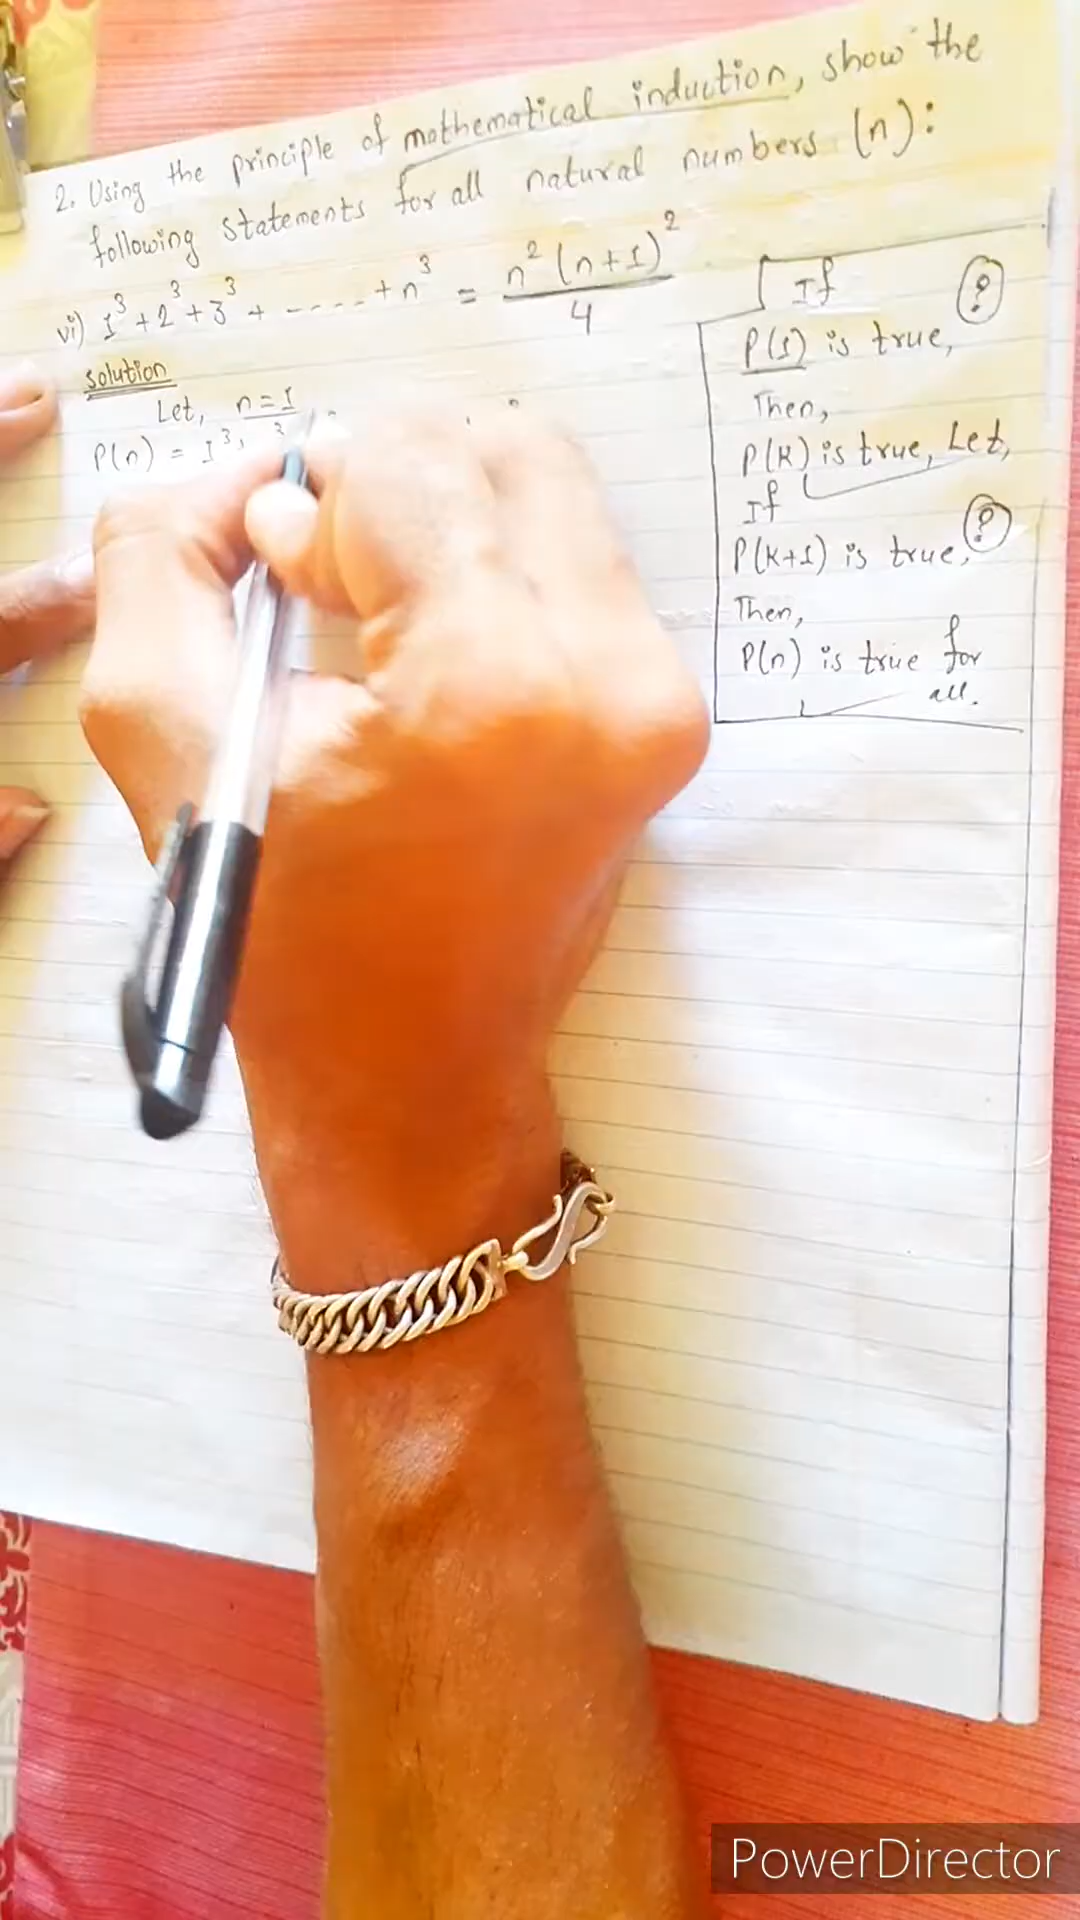 2. Using the principle of mathematical induction, show the
following statements for all natural numbers (n):
vi) 1³ + 2³ + 3³ + ------ + n³ = n²(n+1)²/4
solution
Let, n = 1
P(n) = 1³,
If
P(1) is true, ?
Then,
P(k) is true, Let,
If
P(k+1) is true, ?
Then,
P(n) is true for
all.
PowerDirector